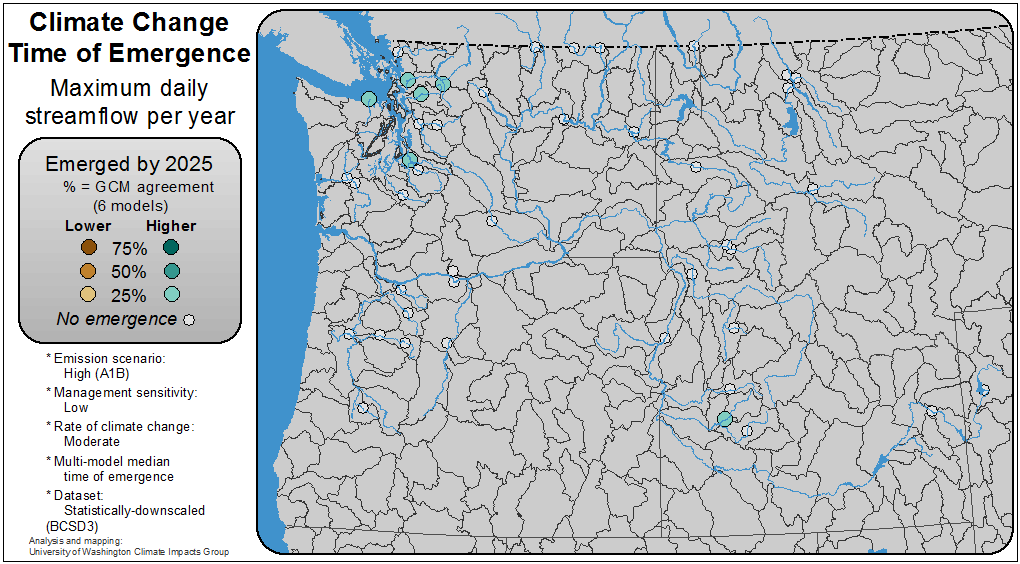 Climate Change
Time of Emergence
Maximum daily
streamflow per year
Emerged by 2025
% = GCM agreement
(6 models)
Lower Higher
75%
50%
25%
No emergence
* Emission scenario:
High (A1B)
* Management sensitivity:
Low
* Rate of climate change:
Moderate
* Multi-model median
time of emergence
* Dataset:
Statistically-downscaled
(BCSD3)
Analysis and mapping:
University of Washington Climate Impacts Group